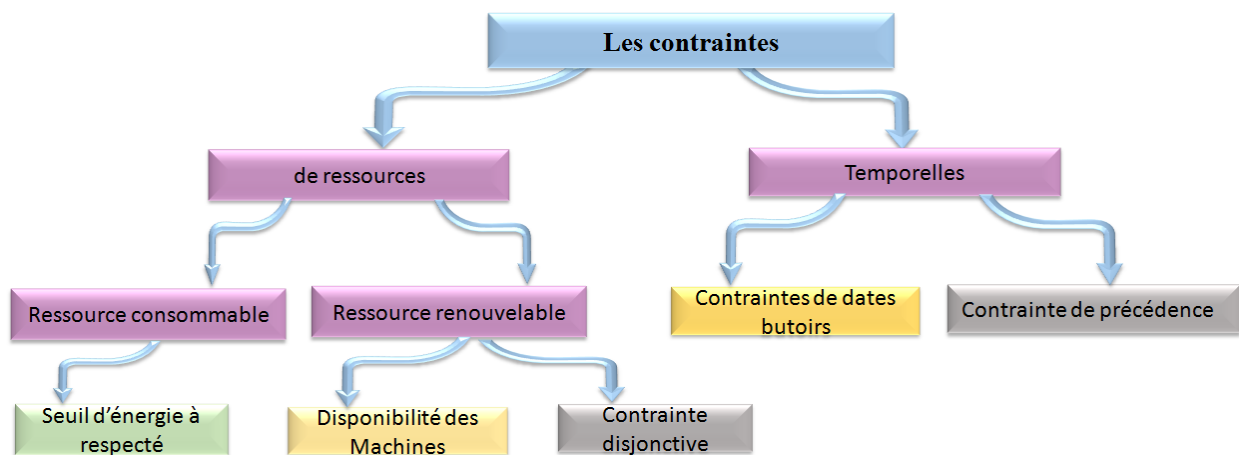 Les contraintes
de ressources
Temporelles
Ressource consommable
Ressource renouvelable
Contraintes de dates
butoirs
Contrainte de précédence
Seuil d'énergie à
respecté
Disponibilité des
Machines
Contrainte
disjonctive